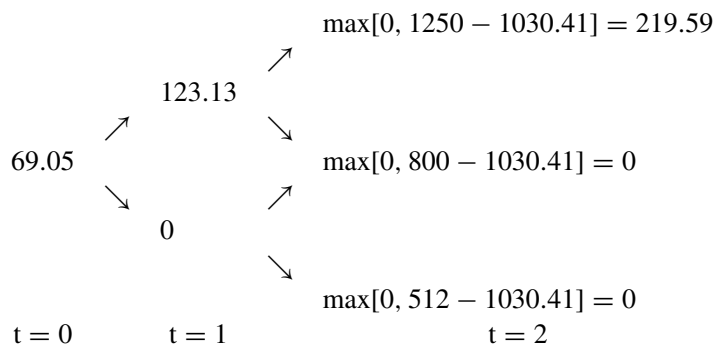 max[0, 1250 − 1030.41] = 219.59
123.13
69.05
max[0, 800 − 1030.41] = 0
0
max[0, 512 − 1030.41] = 0
t = 0 t = 1 t = 2